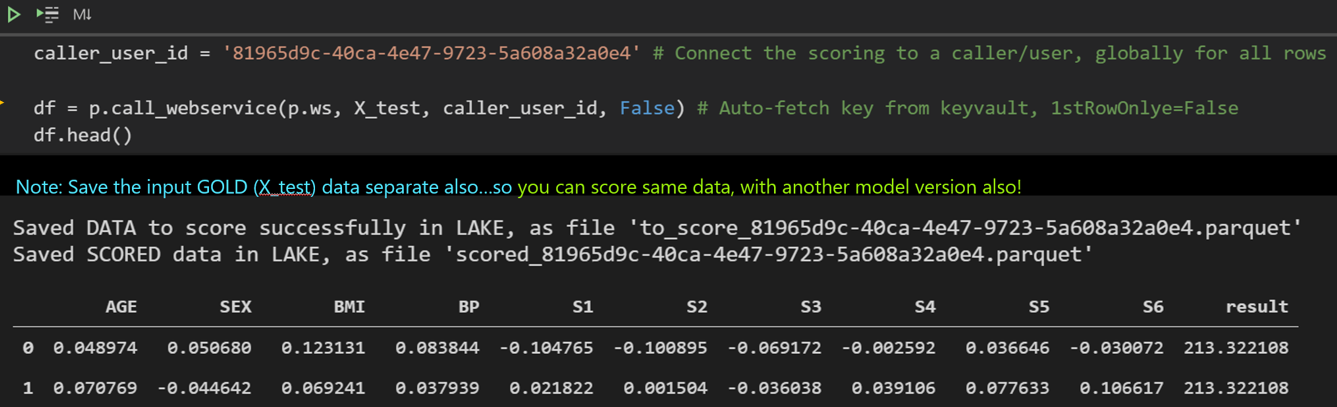 M↓
caller_user_id = '81965d9c-40ca-4e47-9723-5a608a32a0e4' # Connect the scoring to a caller/user, globally for all rows
df = p.call_webservice(p.ws, X_test, caller_user_id, False) # Auto-fetch key from keyvault, 1stRowOnlye=False
df.head()
Note: Save the input GOLD (X_test) data separate also...so you can score same data, with another model version also!
Saved DATA to score successfully in LAKE, as file 'to_score_81965d9c-40ca-4e47-9723-5a608a32a0e4.parquet'
Saved SCORED data in LAKE, as file 'scored_81965d9c-40ca-4e47-9723-5a608a32a0e4.parquet'
AGE SEX BMI BP S1 S2 S3 S4 S5 S6 result
0 0.048974 0.050680 0.123131 0.083844 -0.104765 -0.100895 -0.069172 -0.002592 0.036646 -0.030072 213.322108
1 0.070769 -0.044642 0.069241 0.037939 0.021822 0.001504 -0.036038 0.039106 0.077633 0.106617 213.322108